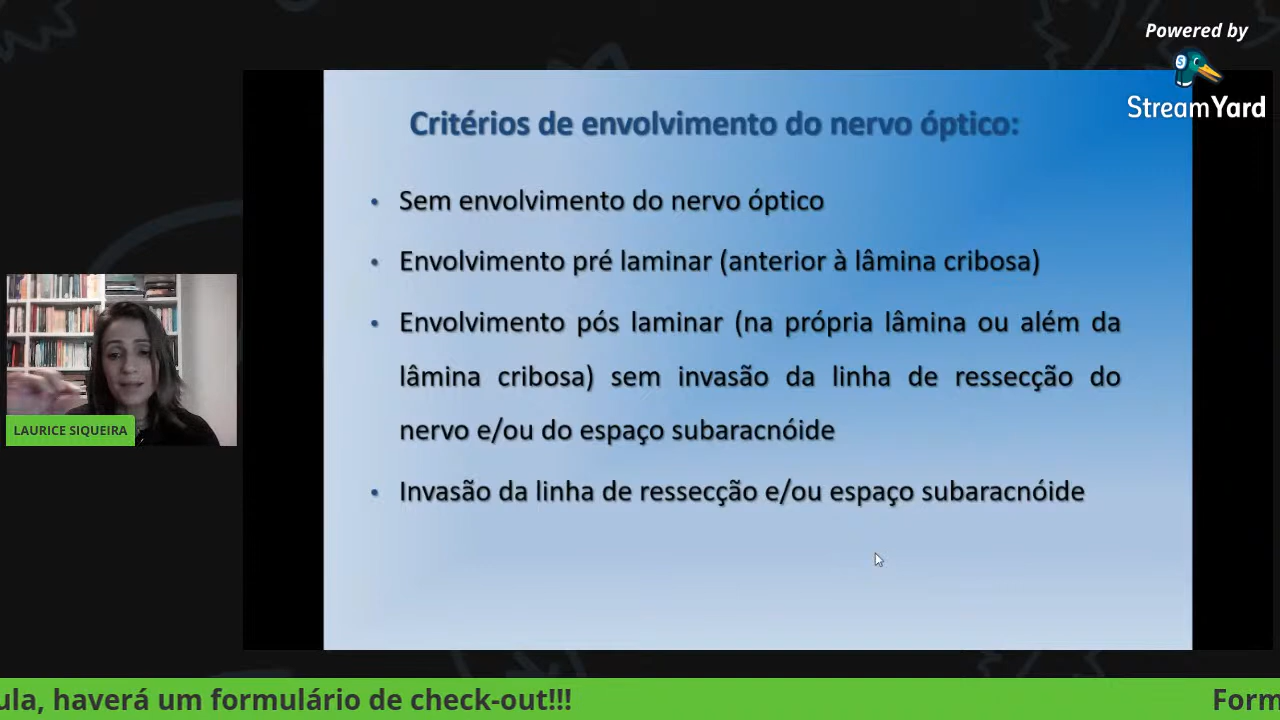 Powered by
StreamYard
Critérios de envolvimento do nervo óptico:
• Sem envolvimento do nervo óptico
• Envolvimento pré laminar (anterior à lâmina cribosa)
• Envolvimento pós laminar (na própria lâmina ou além da
lâmina cribosa) sem invasão da linha de ressecção do
nervo e/ou do espaço subaracnóide
• Invasão da linha de ressecção e/ou espaço subaracnóide
LAURICE SIQUEIRA
ula, haverá um formulário de check-out!!!
Form